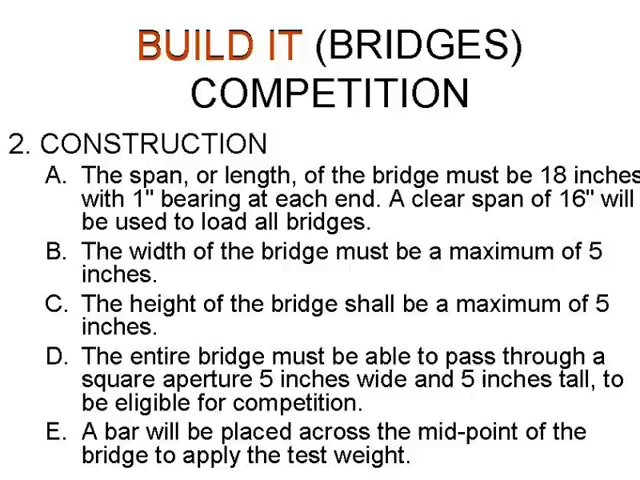 BUILD IT (BRIDGES)
COMPETITION
2. CONSTRUCTION
A. The span, or length, of the bridge must be 18 inches
with 1" bearing at each end. A clear span of 16" will
be used to load all bridges.
B. The width of the bridge must be a maximum of 5
inches.
C. The height of the bridge shall be a maximum of 5
inches.
D. The entire bridge must be able to pass through a
square aperture 5 inches wide and 5 inches tall, to
be eligible for competition.
E. A bar will be placed across the mid-point of the
bridge to apply the test weight.